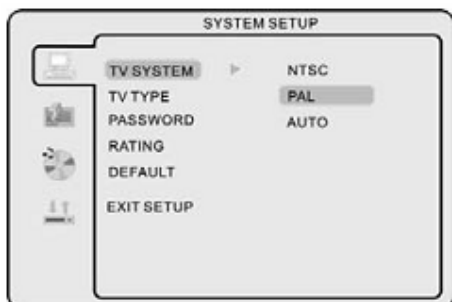 SYSTEM SETUP
TV SYSTEM NTSC
TV TYPE PAL
PASSWORD AUTO
RATING
DEFAULT
EXIT SETUP